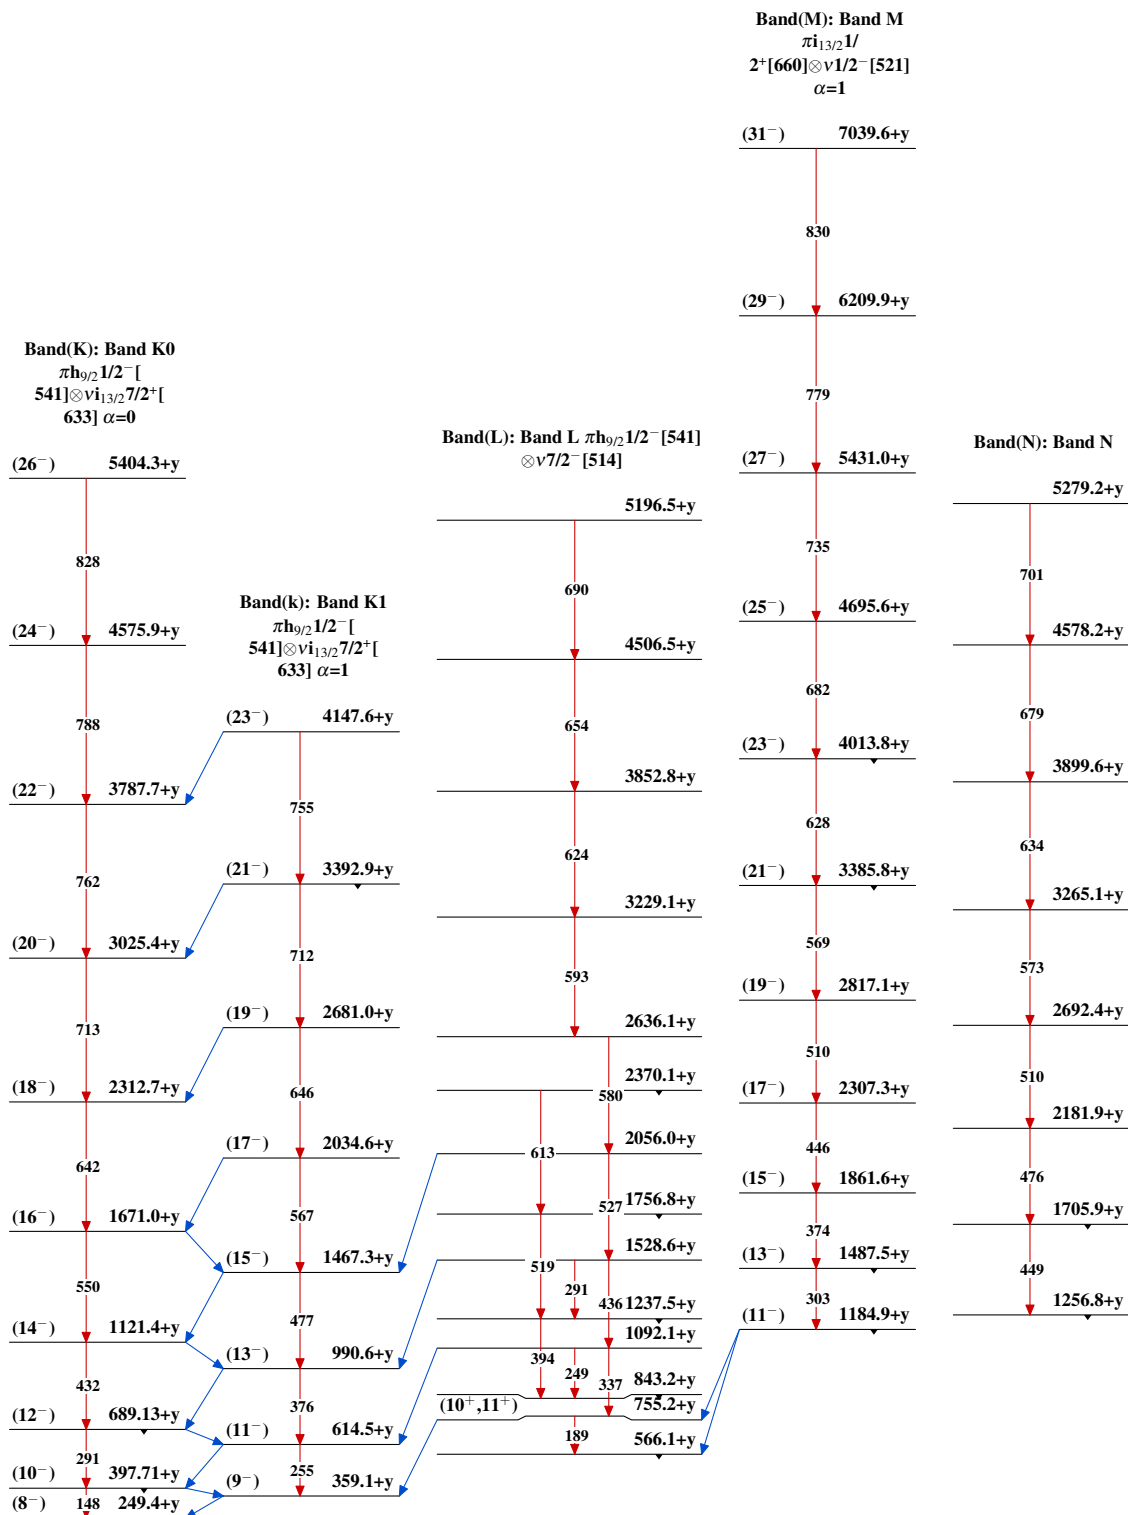 Band(M): Band M
πi13/21/
2⁺[660]⊗ν1/2⁻[521]
α=1
(31⁻) 7039.6+y
830
(29⁻) 6209.9+y
779
(27⁻) 5431.0+y
735
(25⁻) 4695.6+y
682
(23⁻) 4013.8+y
628
(21⁻) 3385.8+y
569
(19⁻) 2817.1+y
510
(17⁻) 2307.3+y
446
(15⁻) 1861.6+y
374
(13⁻) 1487.5+y
303
(11⁻) 1184.9+y
Band(K): Band K0
πh9/21/2⁻[
541]⊗νi13/27/2⁺[
633] α=0
(26⁻) 5404.3+y
828
(24⁻) 4575.9+y
788
(22⁻) 3787.7+y
762
(20⁻) 3025.4+y
713
(18⁻) 2312.7+y
642
(16⁻) 1671.0+y
550
(14⁻) 1121.4+y
432
(12⁻) 689.13+y
291
(10⁻) 397.71+y
148
(8⁻) 249.4+y
Band(k): Band K1
πh9/21/2⁻[
541]⊗νi13/27/2⁺[
633] α=1
(23⁻) 4147.6+y
755
(21⁻) 3392.9+y
712
(19⁻) 2681.0+y
646
(17⁻) 2034.6+y
567
(15⁻) 1467.3+y
477
(13⁻) 990.6+y
376
(11⁻) 614.5+y
255
(9⁻) 359.1+y
Band(L): Band L πh9/21/2⁻[541]
⊗ν7/2⁻[514]
5196.5+y
690
4506.5+y
654
3852.8+y
624
3229.1+y
593
2636.1+y
580
2370.1+y
613
2056.0+y
527
1756.8+y
519
1528.6+y
291
436
1237.5+y
394
1092.1+y
249
337
843.2+y
(10⁺,11⁺) 755.2+y
189
566.1+y
Band(N): Band N
5279.2+y
701
4578.2+y
679
3899.6+y
634
3265.1+y
573
2692.4+y
510
2181.9+y
476
1705.9+y
449
1256.8+y